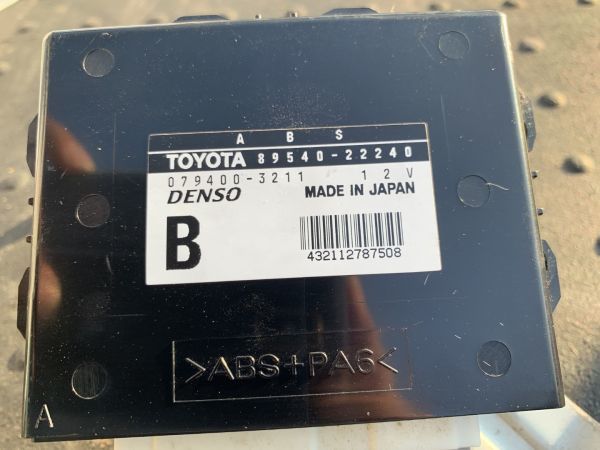 A B S
TOYOTA 89540-22240
079400-3211 12V
DENSO MADE IN JAPAN
B
432112787508
>ABS+PA6<
A